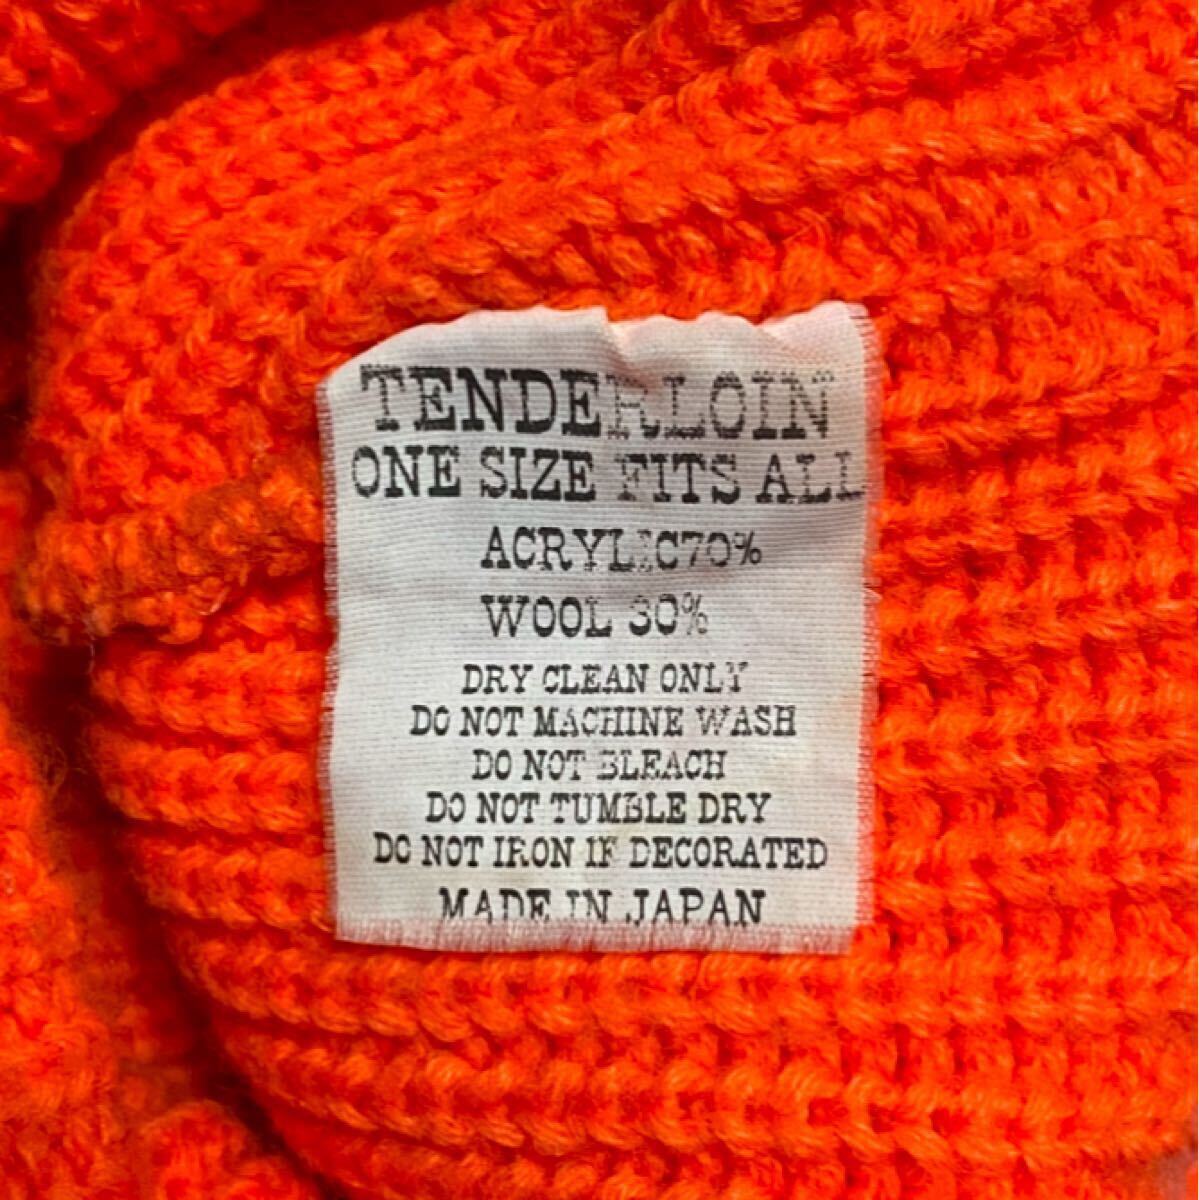 TENDERLOIN
ONE SIZE FITS ALL
ACRYLIC70%
WOOL 30%
DRY CLEAN ONLY
DO NOT MACHINE WASH
DO NOT BLEACH
DO NOT TUMBLE DRY
DO NOT IRON IF DECORATED
MADE IN JAPAN